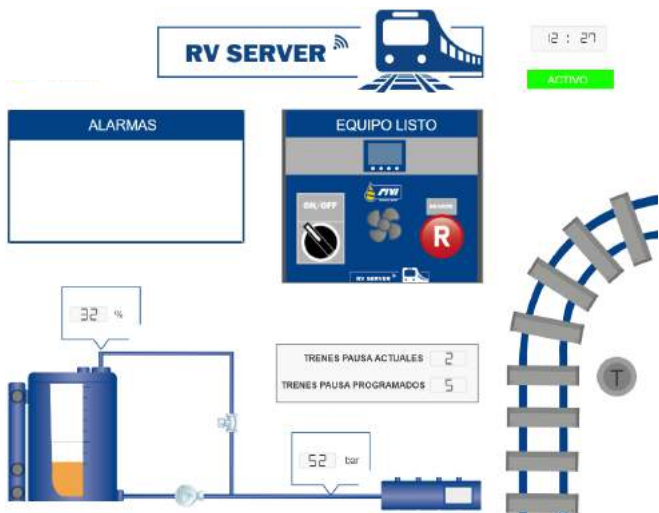 RV SERVER
12 : 27
ACTIVO
ALARMAS
EQUIPO LISTO
ON/OFF
R
RV SERVER
32 %
TRENES PAUSA ACTUALES 2
TRENES PAUSA PROGRAMADOS 5
T
52 bar